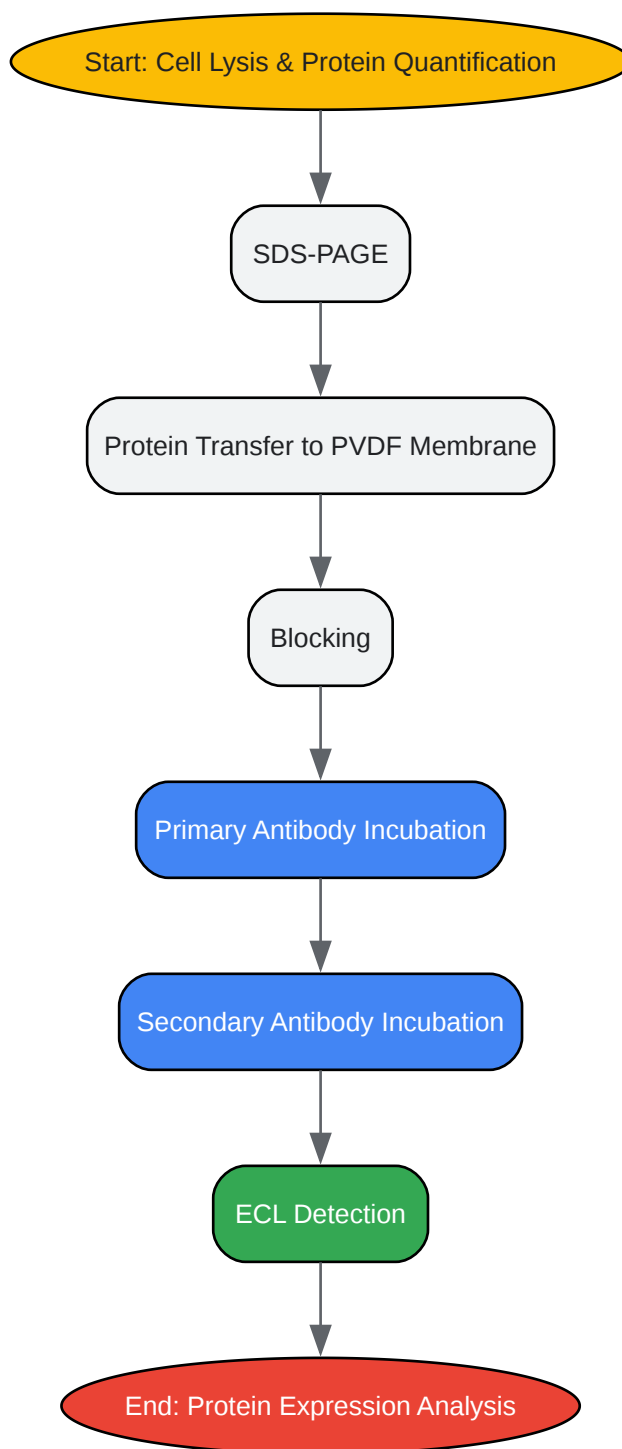 Start: Cell Lysis & Protein Quantification
SDS-PAGE
Protein Transfer to PVDF Membrane
Blocking
Primary Antibody Incubation
Secondary Antibody Incubation
ECL Detection
End: Protein Expression Analysis